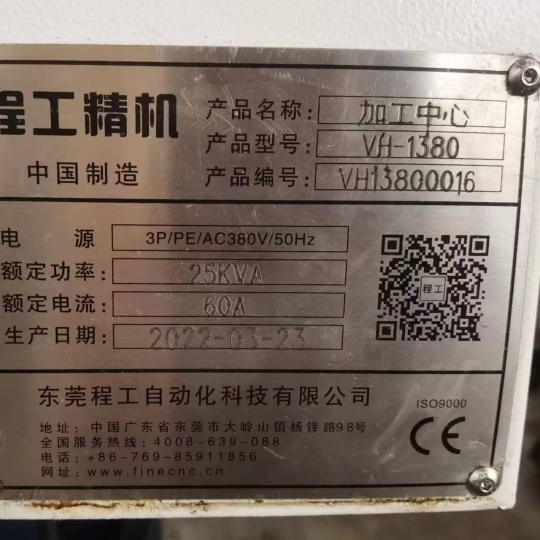 程工精机
中国制造
产品名称: 加工中心
产品型号: VH-1380
产品编号: VH13800016
电 源 3P/PE/AC380V/50Hz
额定功率: 25KVA
额定电流: 60A
生产日期: 2022-03-23
程工
东莞程工自动化科技有限公司
地址: 中国广东省东莞市大岭山镇杨锋路98号
全国服务热线: 4008-639-088
电话: +86-769-85911856
网址: www.finecnc.cn
ISO9000
CE